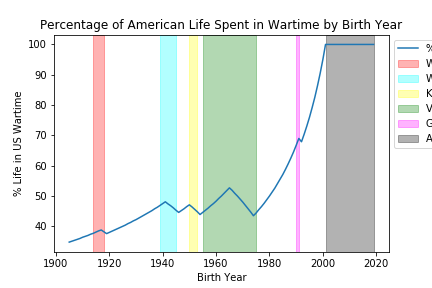 Percentage of American Life Spent in Wartime by Birth Year
100
90
80
70
60
50
40
% Life in US Wartime
1900
1920
1940
1960
1980
2000
2020
Birth Year
%
W
W
K
V
G
A